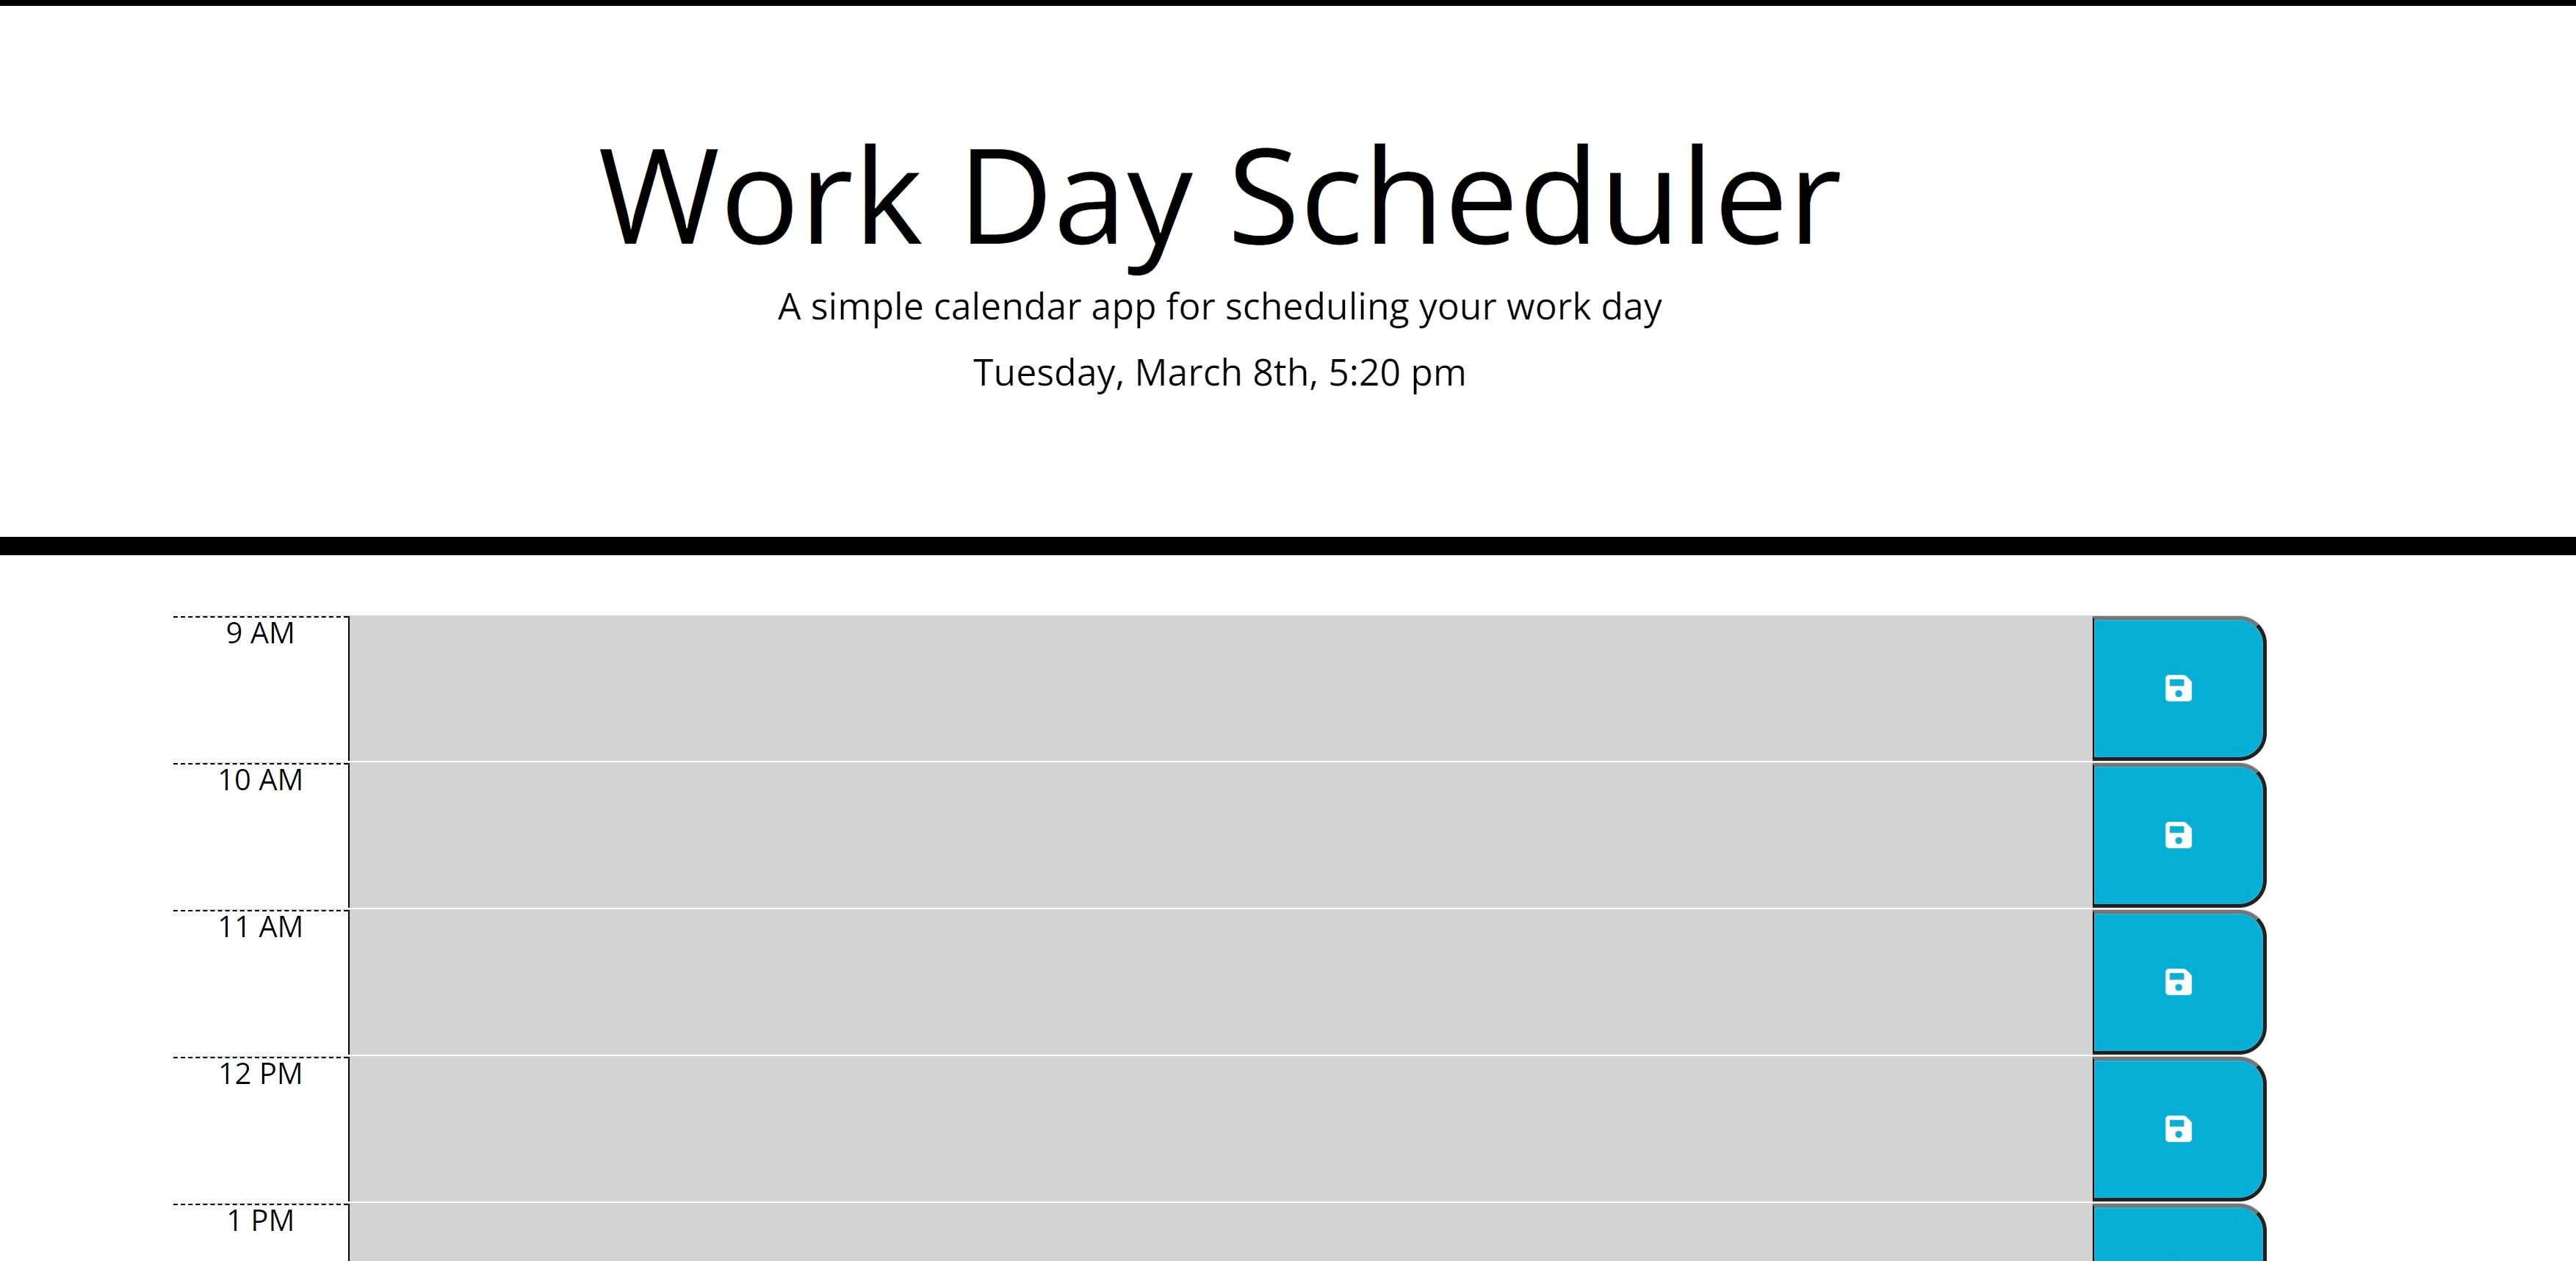 Work Day Scheduler
A simple calendar app for scheduling your work day
Tuesday, March 8th, 5:20 pm
9 AM
10 AM
11 AM
12 PM
1 PM